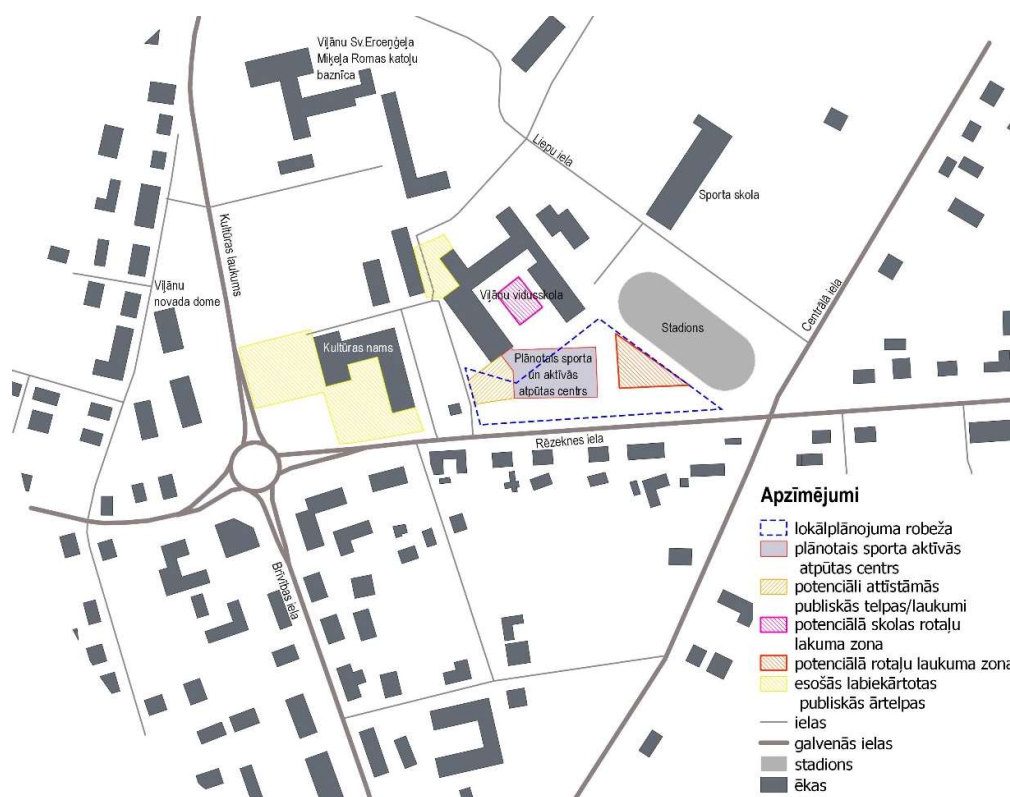 Viļānu Sv.Erceņģeļa
Miķeļa Romas katoļu
baznīca
Liepu iela
Sporta skola
Kultūras laukums
Viļānu
novada dome
Viļānu vidusskola
Centrālā iela
Stadions
Kultūras nams
Plānotais sporta
un aktīvās
atpūtas centrs
Rēzeknes iela
Brīvības iela
Apzīmējumi
lokālplānojuma robeža
plānotais sporta aktīvās
atpūtas centrs
potenciāli attīstāmās
publiskās telpas/laukumi
potenciālā skolas rotaļu
lakuma zona
potenciālā rotaļu laukuma zona
esošās labiekārtotas
publiskās ārtelpas
ielas
galvenās ielas
stadions
ēkas